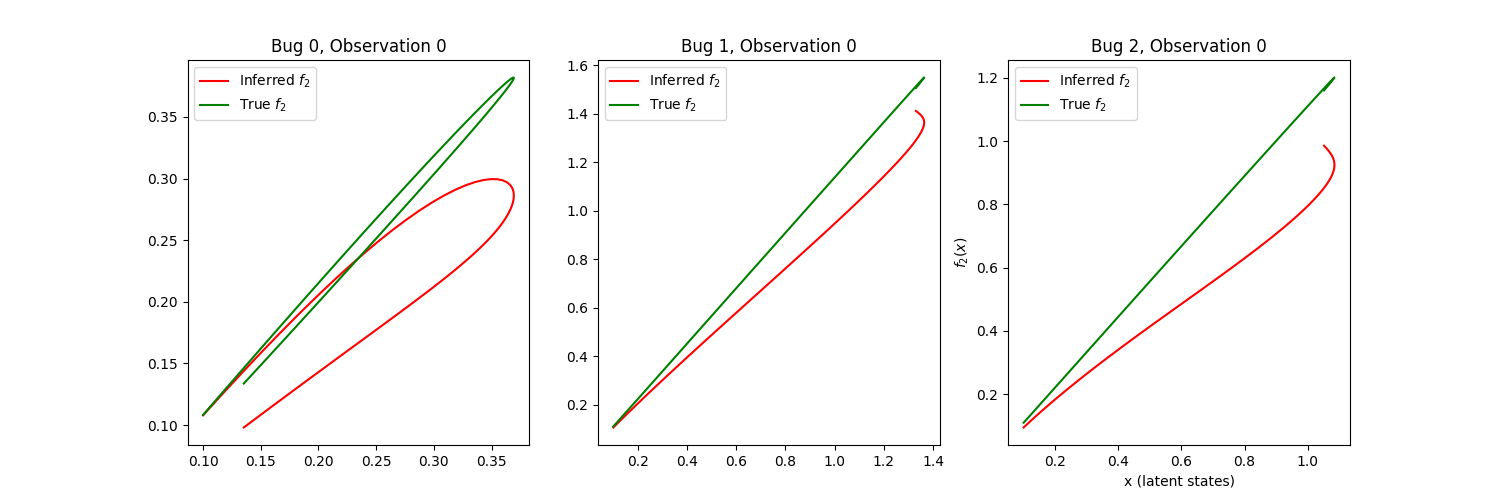 Bug 0, Observation 0
Inferred f₂
True f₂
0.35
0.30
0.25
0.20
0.15
0.10
0.10 0.15 0.20 0.25 0.30 0.35
Bug 1, Observation 0
Inferred f₂
True f₂
1.6
1.4
1.2
1.0
0.8
0.6
0.4
0.2
0.2 0.4 0.6 0.8 1.0 1.2 1.4
Bug 2, Observation 0
Inferred f₂
True f₂
f₂(x)
1.2
1.0
0.8
0.6
0.4
0.2
0.2 0.4 0.6 0.8 1.0
x (latent states)